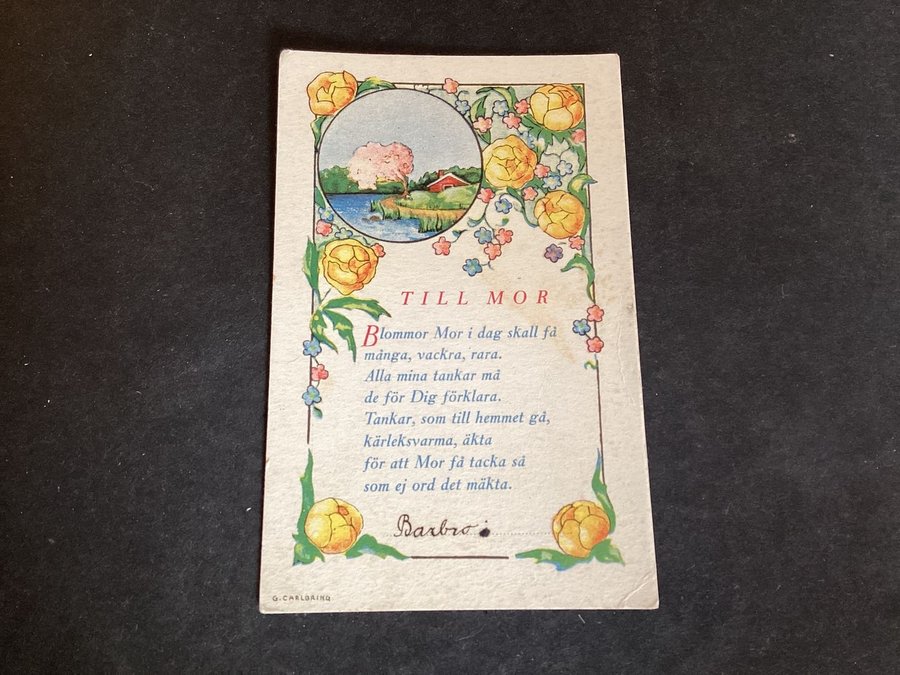 TILL MOR
Blommor Mor i dag skall få
många, vackra, rara.
Alla mina tankar må
de för Dig förklara.
Tankar, som till hemmet gå,
kärleksvarma, äkta
för att Mor få tacka så
som ej ord det mäkta.
Barbro
G. CARLBRING